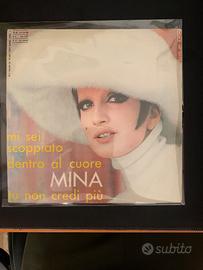 mi sei
scoppiato
dentro al cuore
MINA
tu non credi più
subito